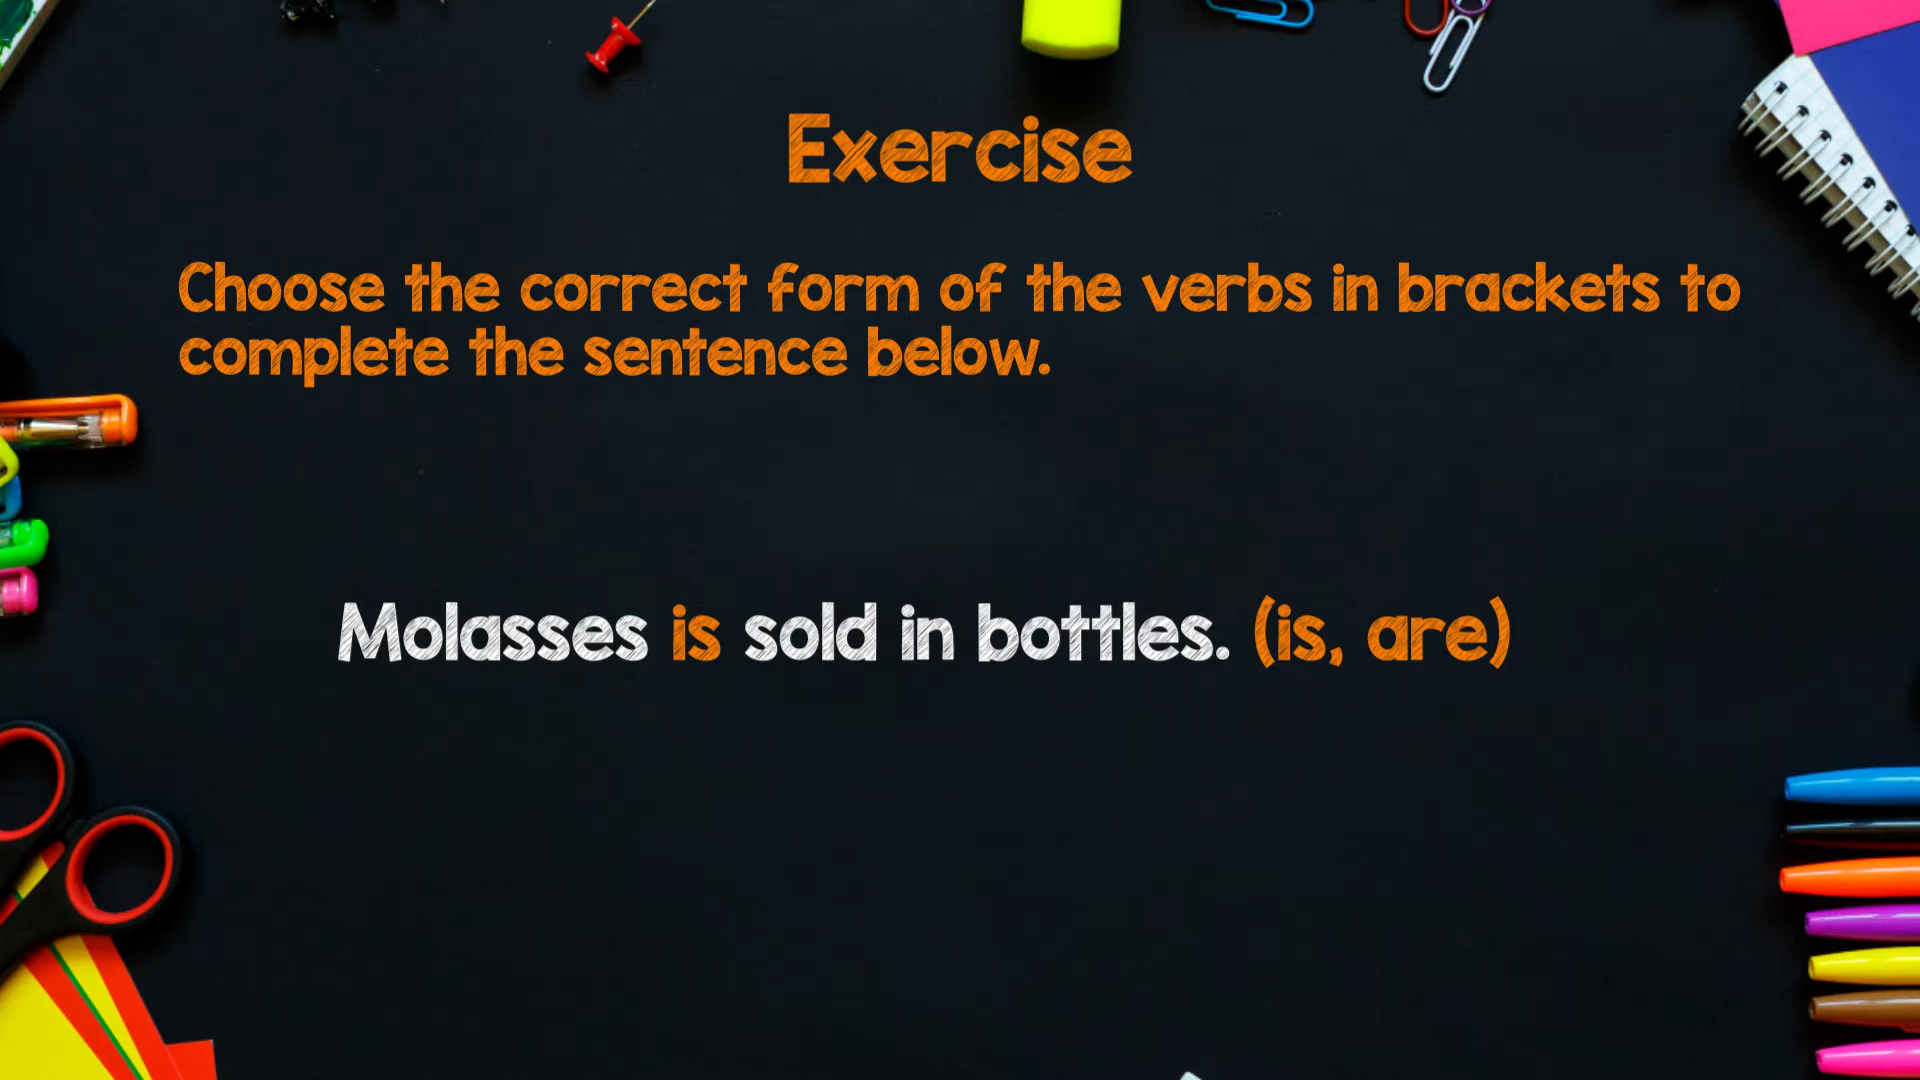 Exercise
Choose the correct form of the verbs in brackets to
complete the sentence below.
Molasses is sold in bottles. (is, are)